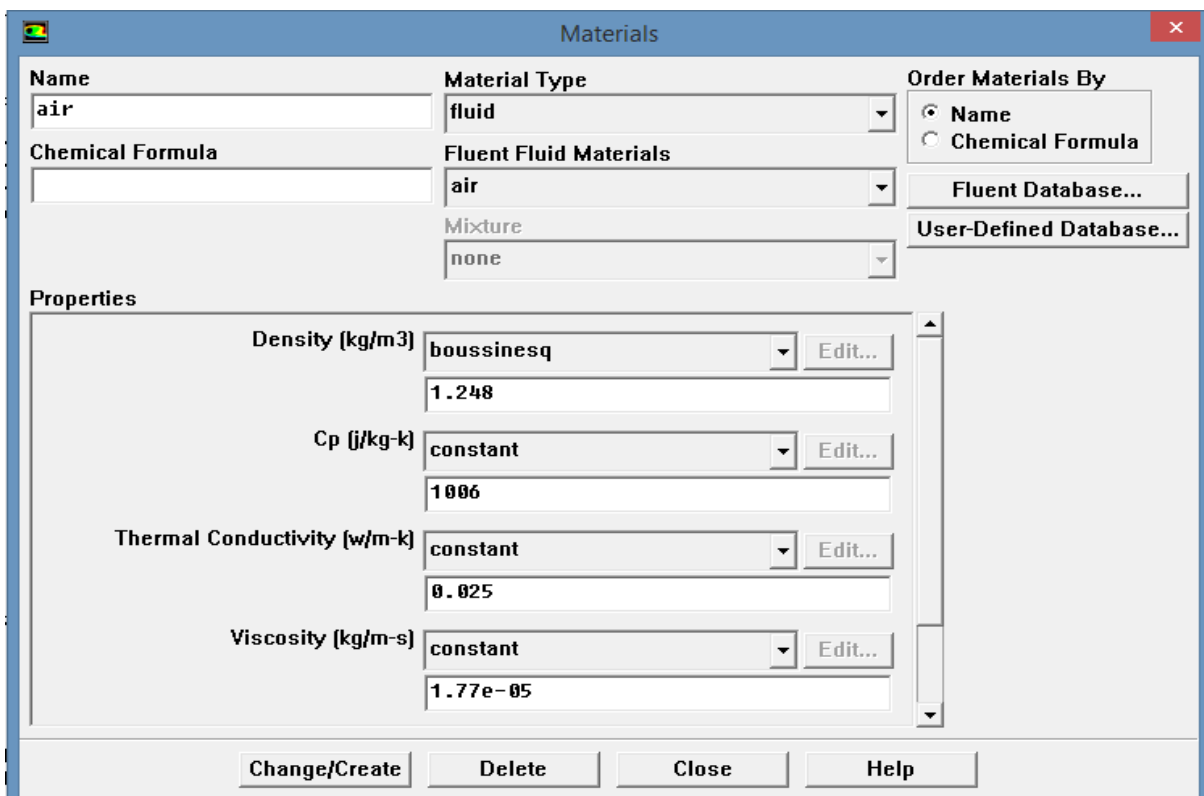 Materials
Name
Material Type
Order Materials By
air
fluid
Name
Chemical Formula
Chemical Formula
Fluent Fluid Materials
air
Fluent Database...
Mixture
User-Defined Database...
none
Properties
Density (kg/m3)
boussinesq
Edit...
1.248
Cp (j/kg-k)
constant
Edit...
1006
Thermal Conductivity (w/m-k)
constant
Edit...
0.025
Viscosity (kg/m-s)
constant
Edit...
1.77e-05
Change/Create
Delete
Close
Help